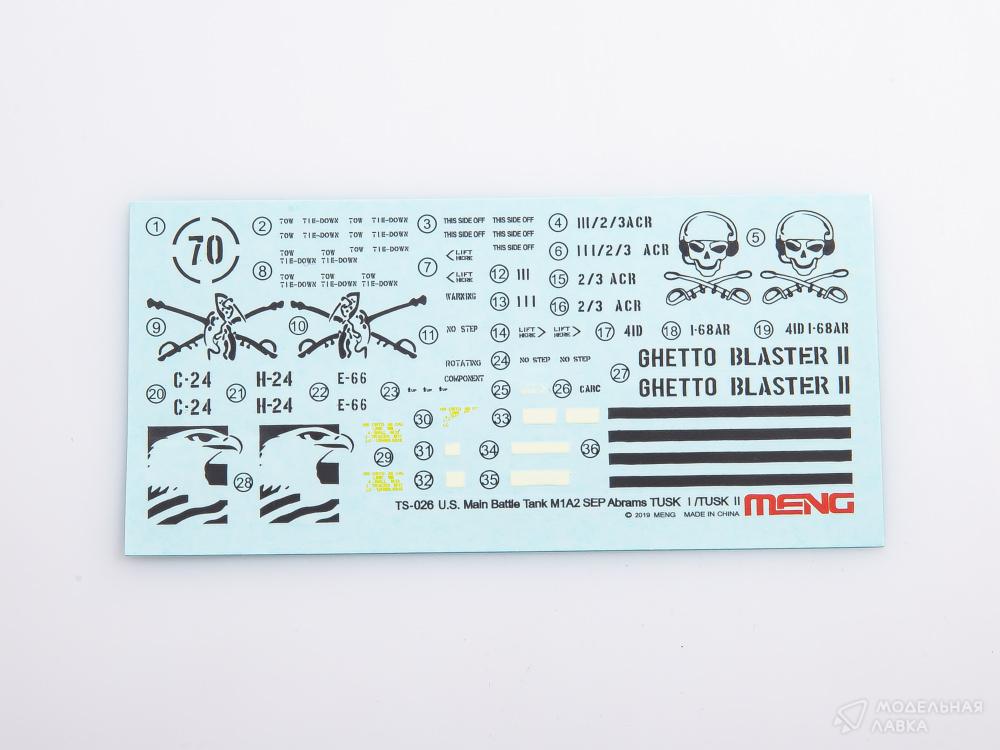 1 70 2 TOW TIE-DOWN TOW TIE-DOWN 3 THIS SIDE OFF THIS SIDE OFF 4 III/2/3ACR 5
TOW TIE-DOWN TOW TIE-DOWN THIS SIDE OFF THIS SIDE OFF
TOW TOW TOW TIE-DOWN THIS SIDE OFF 6 III/2/3 ACR
TIE-DOWN TIE-DOWN
8 TOW TOW TOW 7 < LIFT HERE 12 III 15 2/3 ACR
TIE-DOWN TIE-DOWN TIE-DOWN < LIFT HERE
9 10 WARNING 13 III 16 2/3 ACR
11 NO STEP 14 LIFT HERE > LIFT HERE > 17 4ID 18 1-68AR 19 4ID 1-68AR
ROTATING COMPONENT 24 NO STEP NO STEP 27 GHETTO BLASTER II
20 C-24 21 H-24 22 E-66 23 25 26 CARC GHETTO BLASTER II
C-24 H-24 E-66
30 33
28 29 31 34 36
32 35
TS-026 U.S. Main Battle Tank M1A2 SEP Abrams TUSK I /TUSK II MENG
© 2019 MENG MADE IN CHINA
МОДЕЛЬНАЯ
ЛАВКА